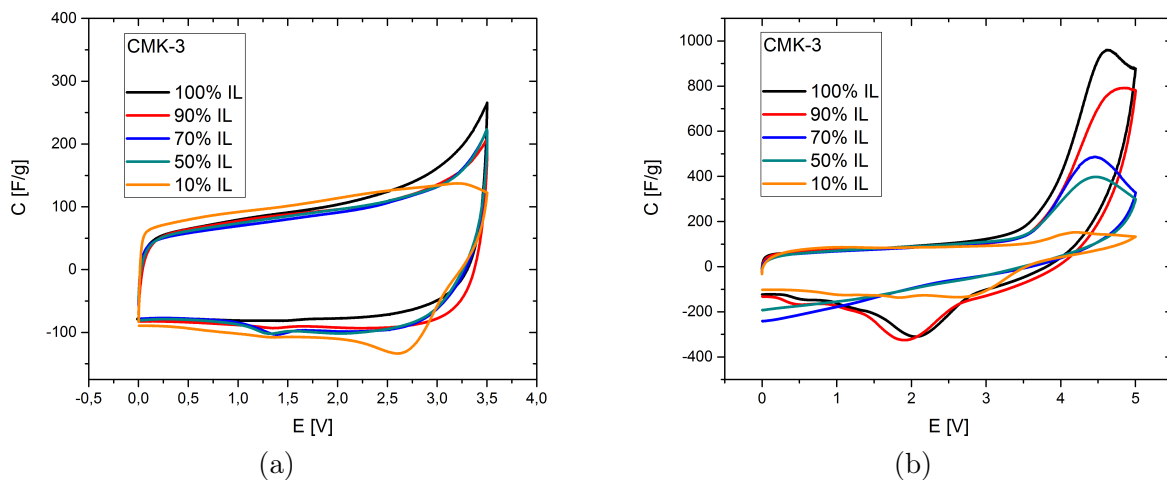 CMK-3
100% IL
90% IL
70% IL
50% IL
10% IL
400
300
200
100
0
-100
C [F/g]
-0,5 0,0 0,5 1,0 1,5 2,0 2,5 3,0 3,5 4,0
E [V]
(a)
CMK-3
100% IL
90% IL
70% IL
50% IL
10% IL
1000
800
600
400
200
0
-200
-400
C [F/g]
0 1 2 3 4 5
E [V]
(b)